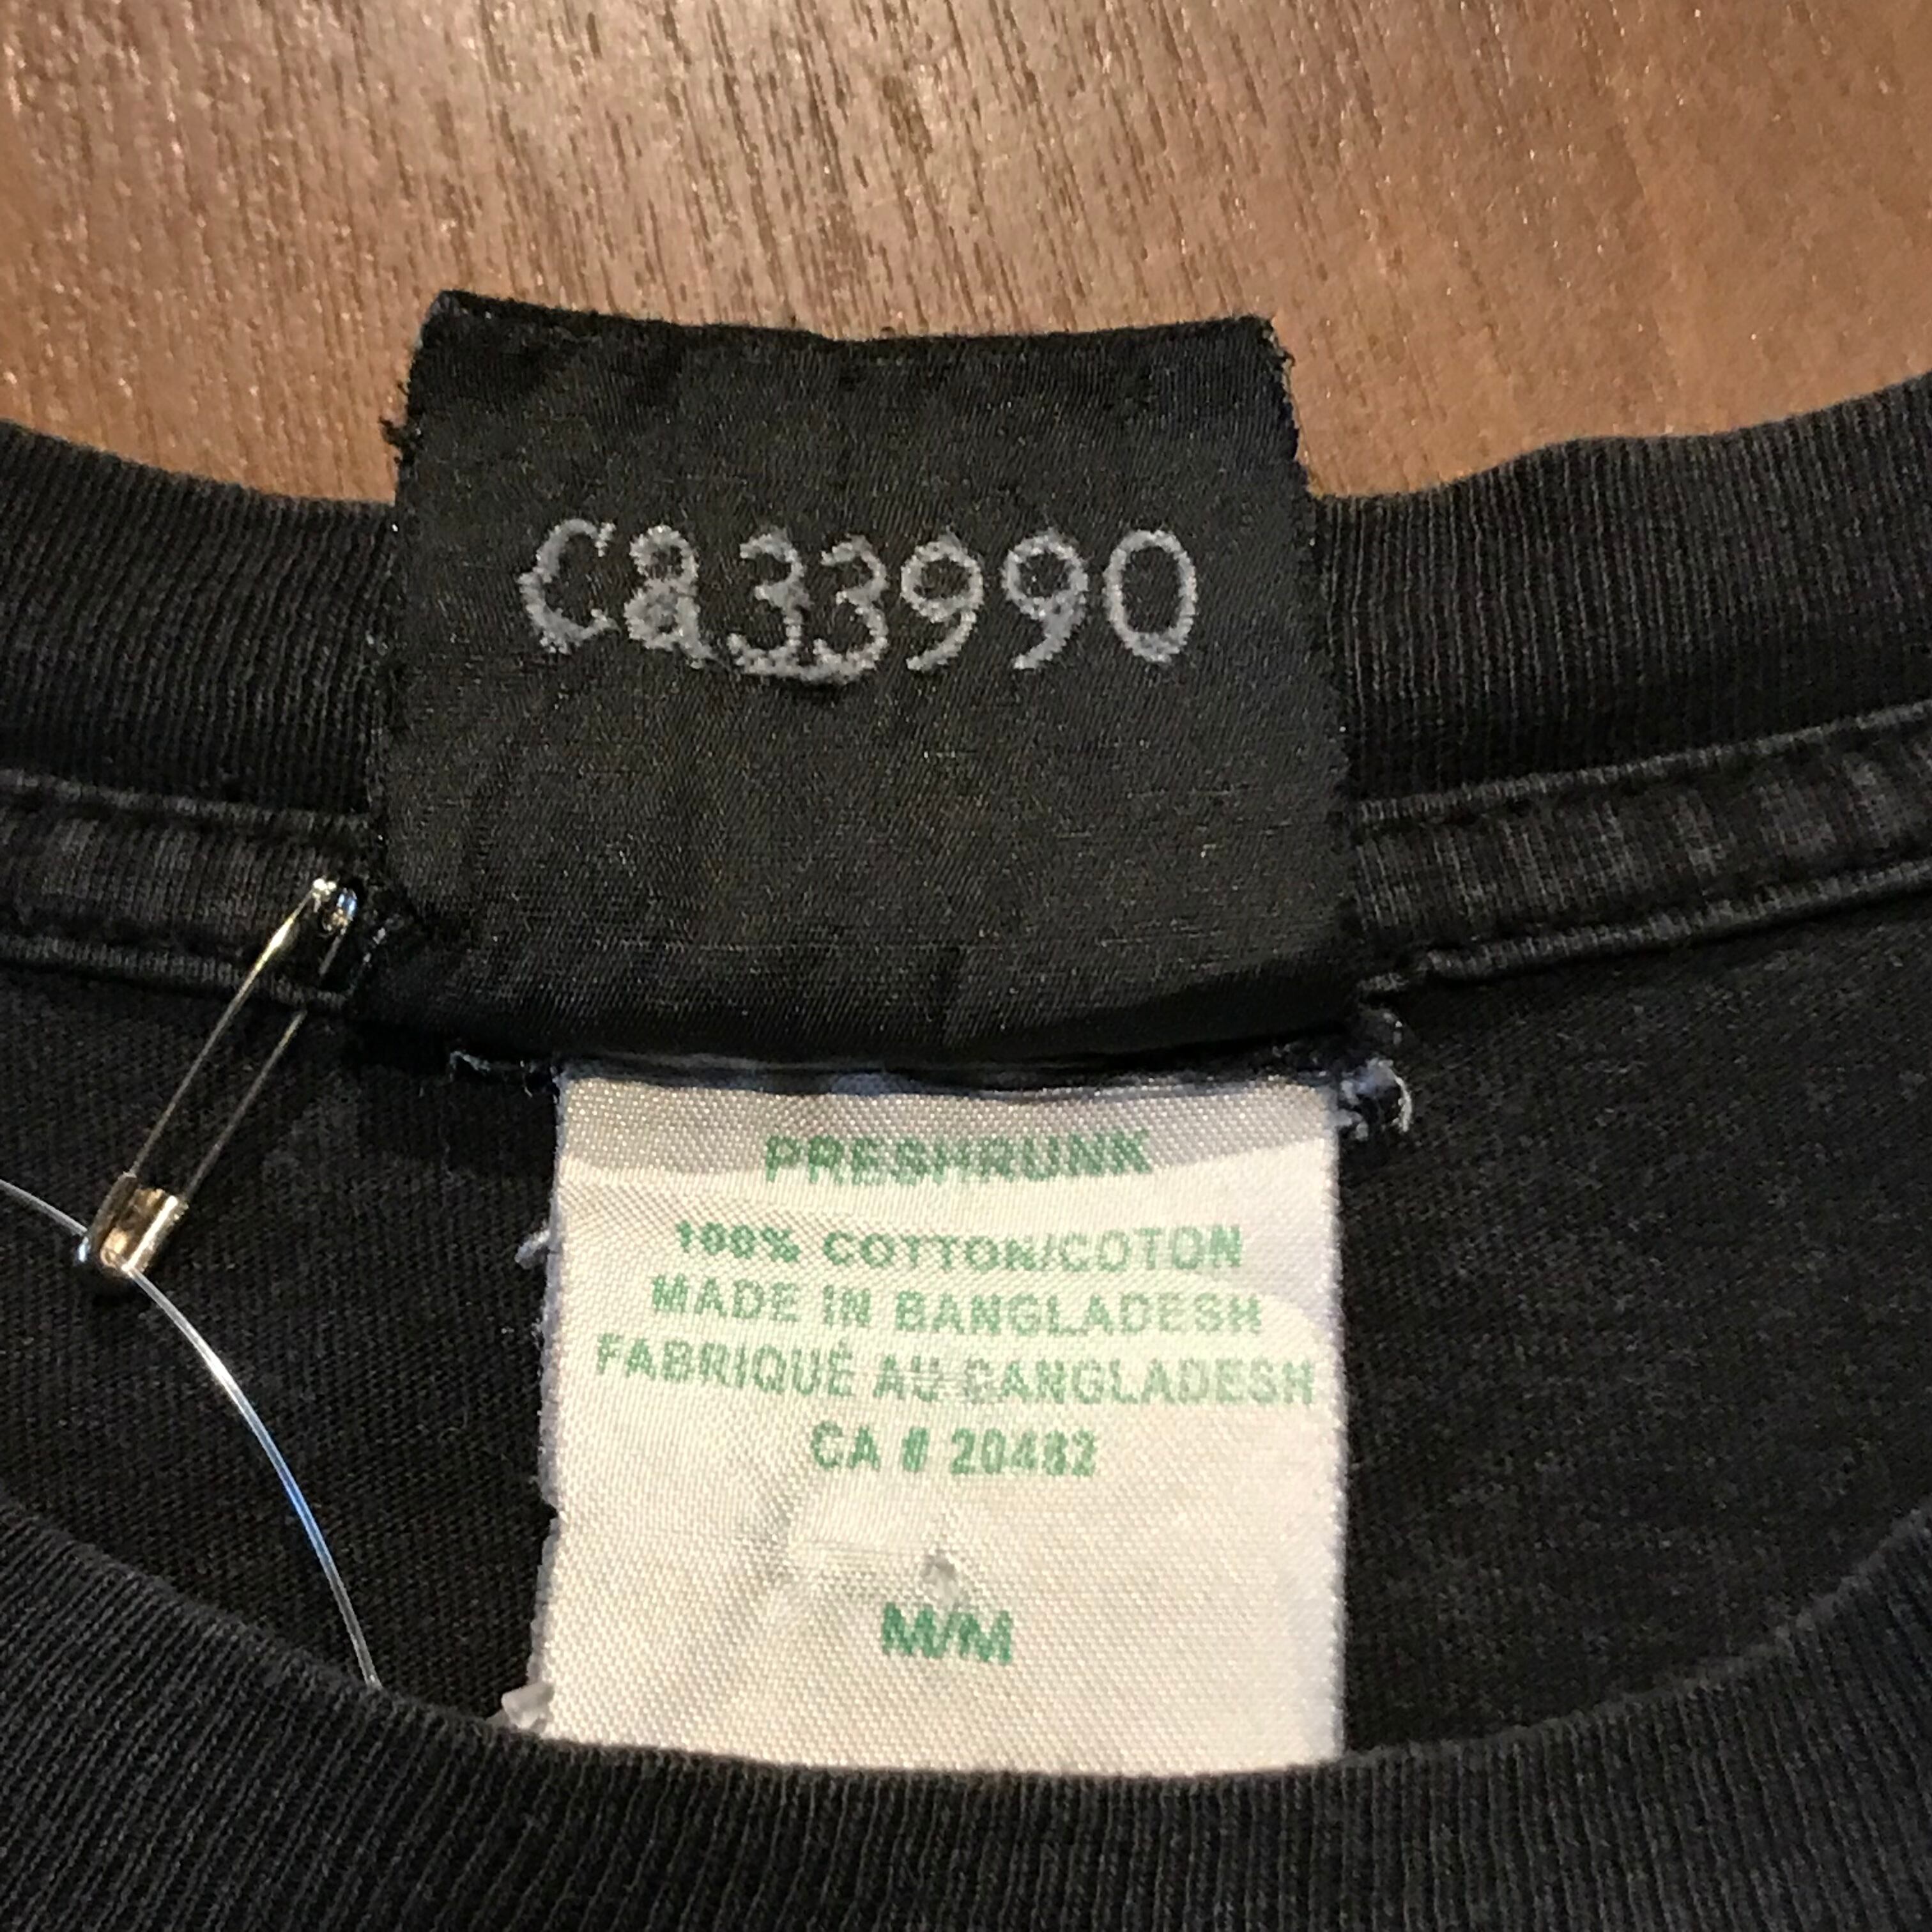 Ca33990
PRESHRUNK
100% COTTON/COTON
MADE IN BANGLADESH
FABRIQUÉ AU BANGLADESH
CA # 20482
M/M